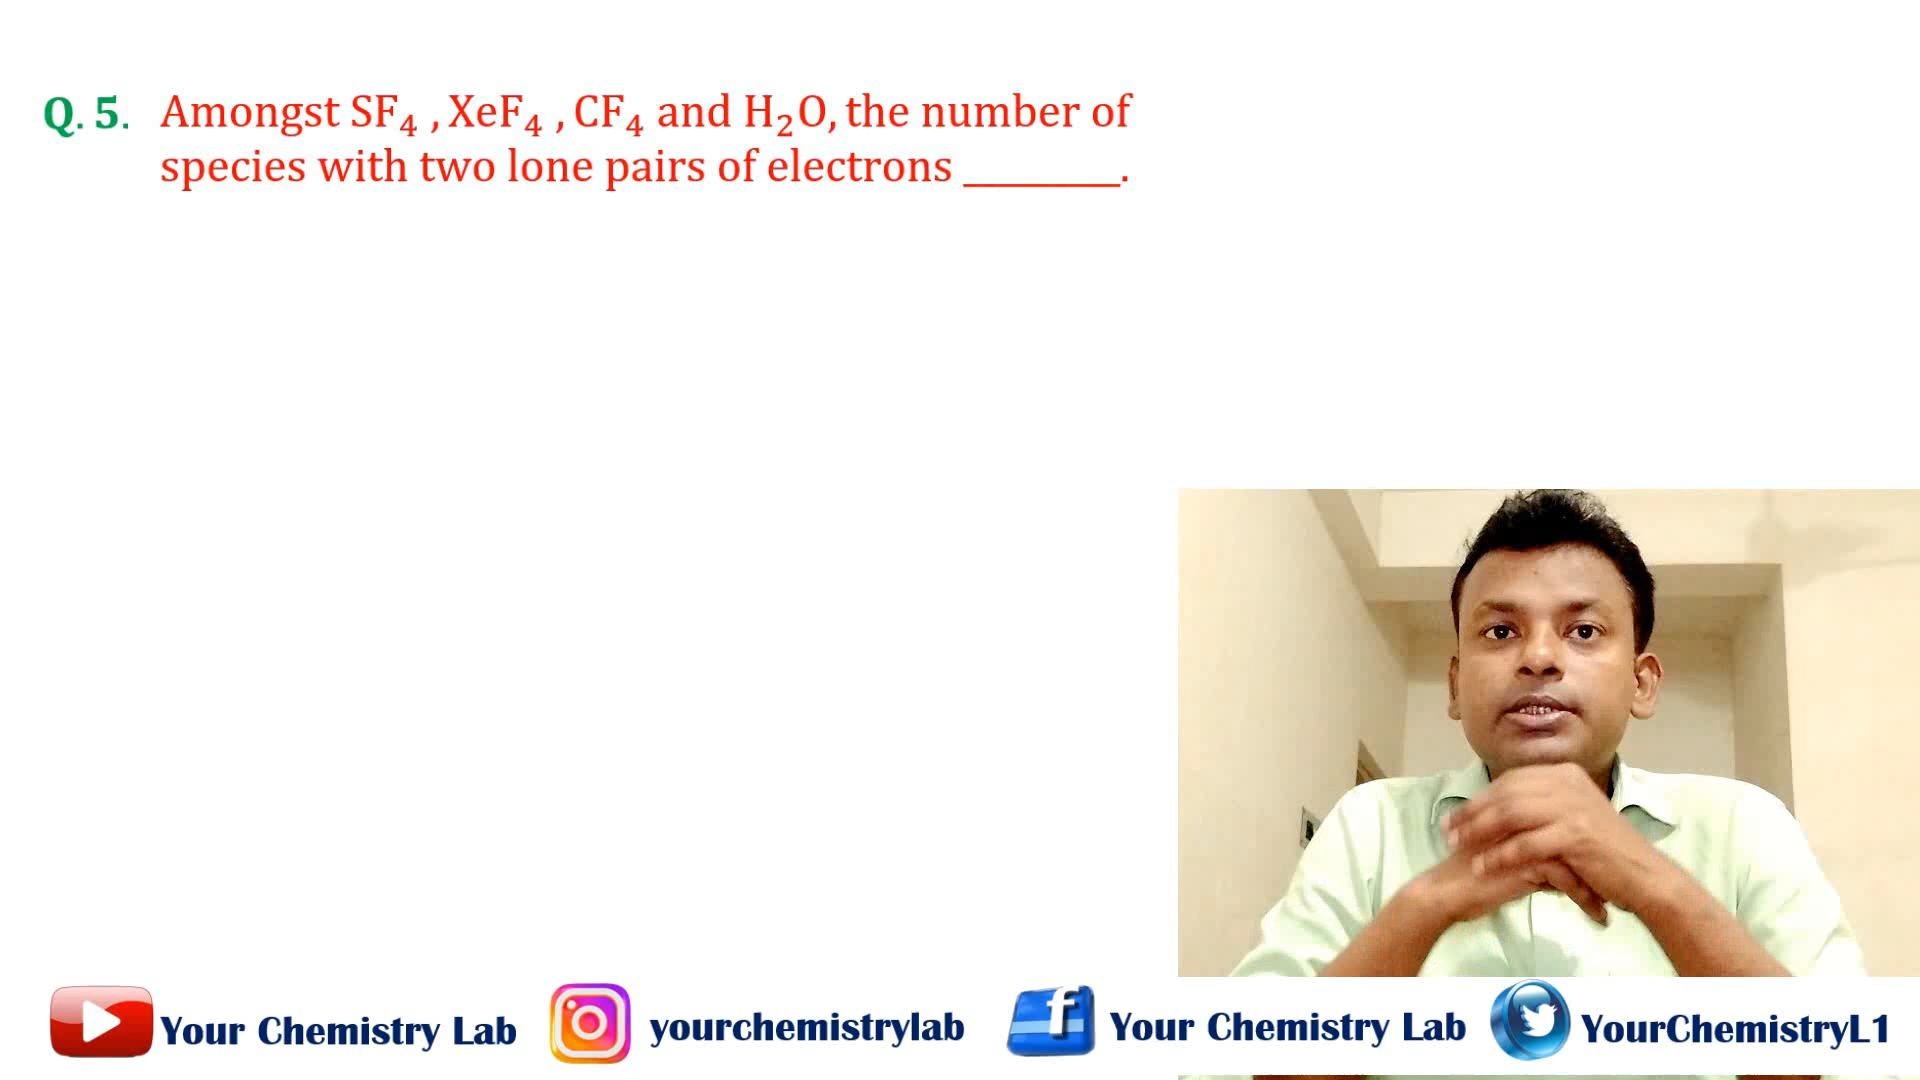 Q. 5. Amongst SF₄ , XeF₄ , CF₄ and H₂O, the number of
species with two lone pairs of electrons ________.
Your Chemistry Lab yourchemistrylab Your Chemistry Lab YourChemistryL1